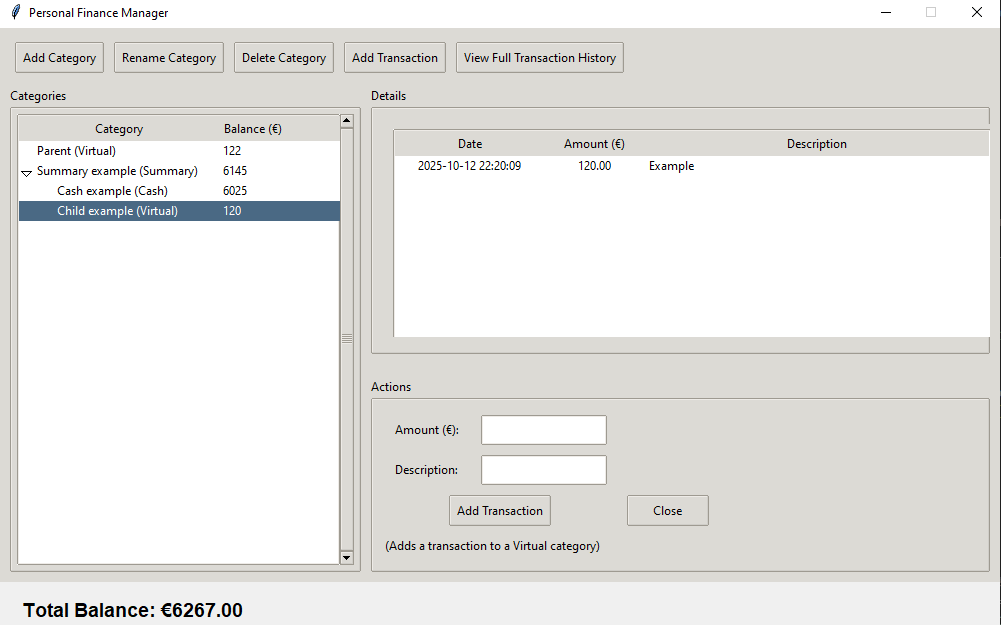 Personal Finance Manager
Add Category Rename Category Delete Category Add Transaction View Full Transaction History
Categories
Category Balance (€)
Parent (Virtual) 122
Summary example (Summary) 6145
Cash example (Cash) 6025
Child example (Virtual) 120
Details
Date Amount (€) Description
2025-10-12 22:20:09 120.00 Example
Actions
Amount (€):
Description:
Add Transaction Close
(Adds a transaction to a Virtual category)
Total Balance: €6267.00